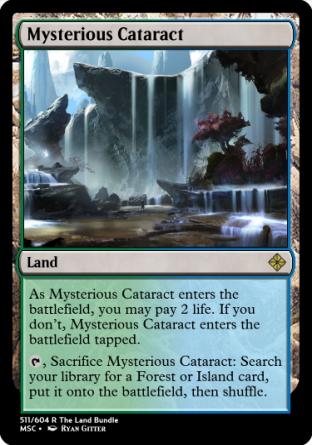 Mysterious Cataract
Land
As Mysterious Cataract enters the
battlefield, you may pay 2 life. If you
don't, Mysterious Cataract enters the
battlefield tapped.
, Sacrifice Mysterious Cataract: Search
your library for a Forest or Island card,
put it onto the battlefield, then shuffle.
511/604 R The Land Bundle
MSC • Ryan Gitter